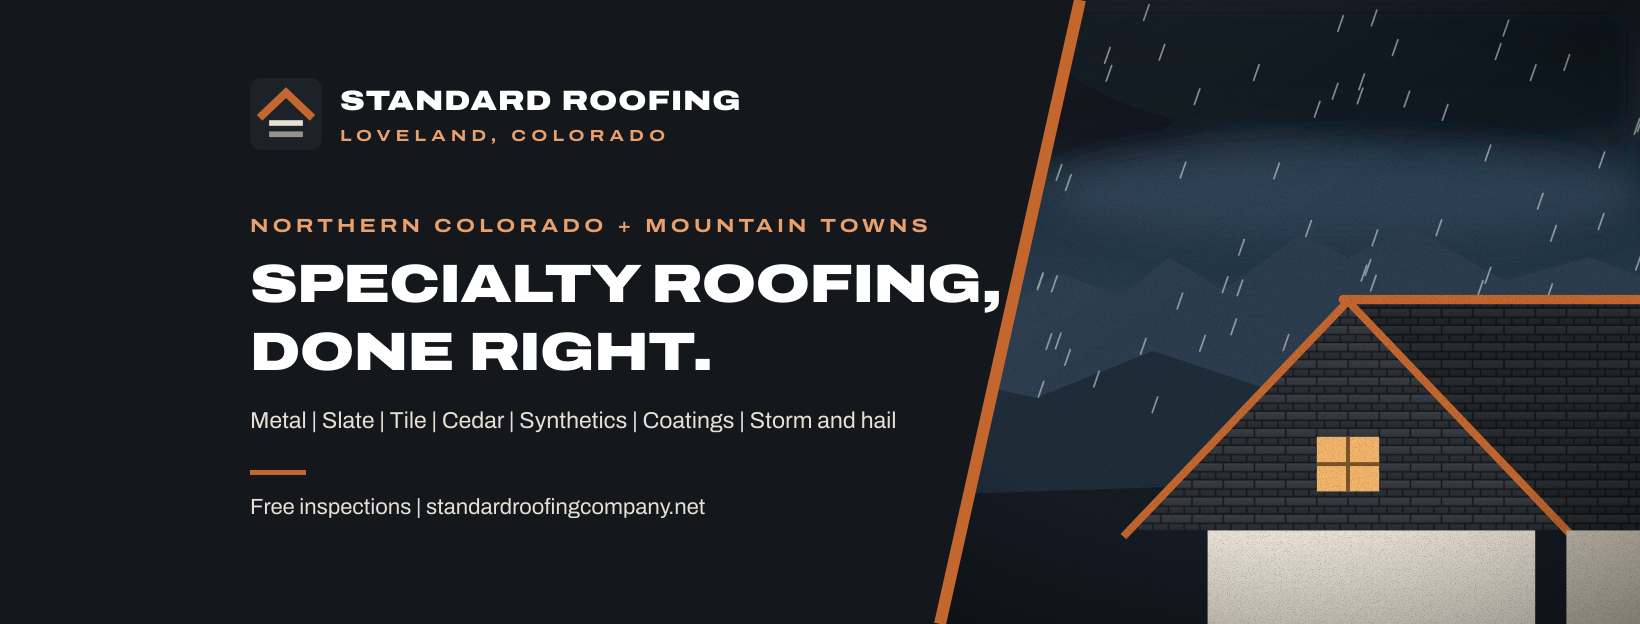 STANDARD ROOFING
LOVELAND, COLORADO
NORTHERN COLORADO + MOUNTAIN TOWNS
SPECIALTY ROOFING,
DONE RIGHT.
Metal | Slate | Tile | Cedar | Synthetics | Coatings | Storm and hail
Free inspections | standardroofingcompany.net